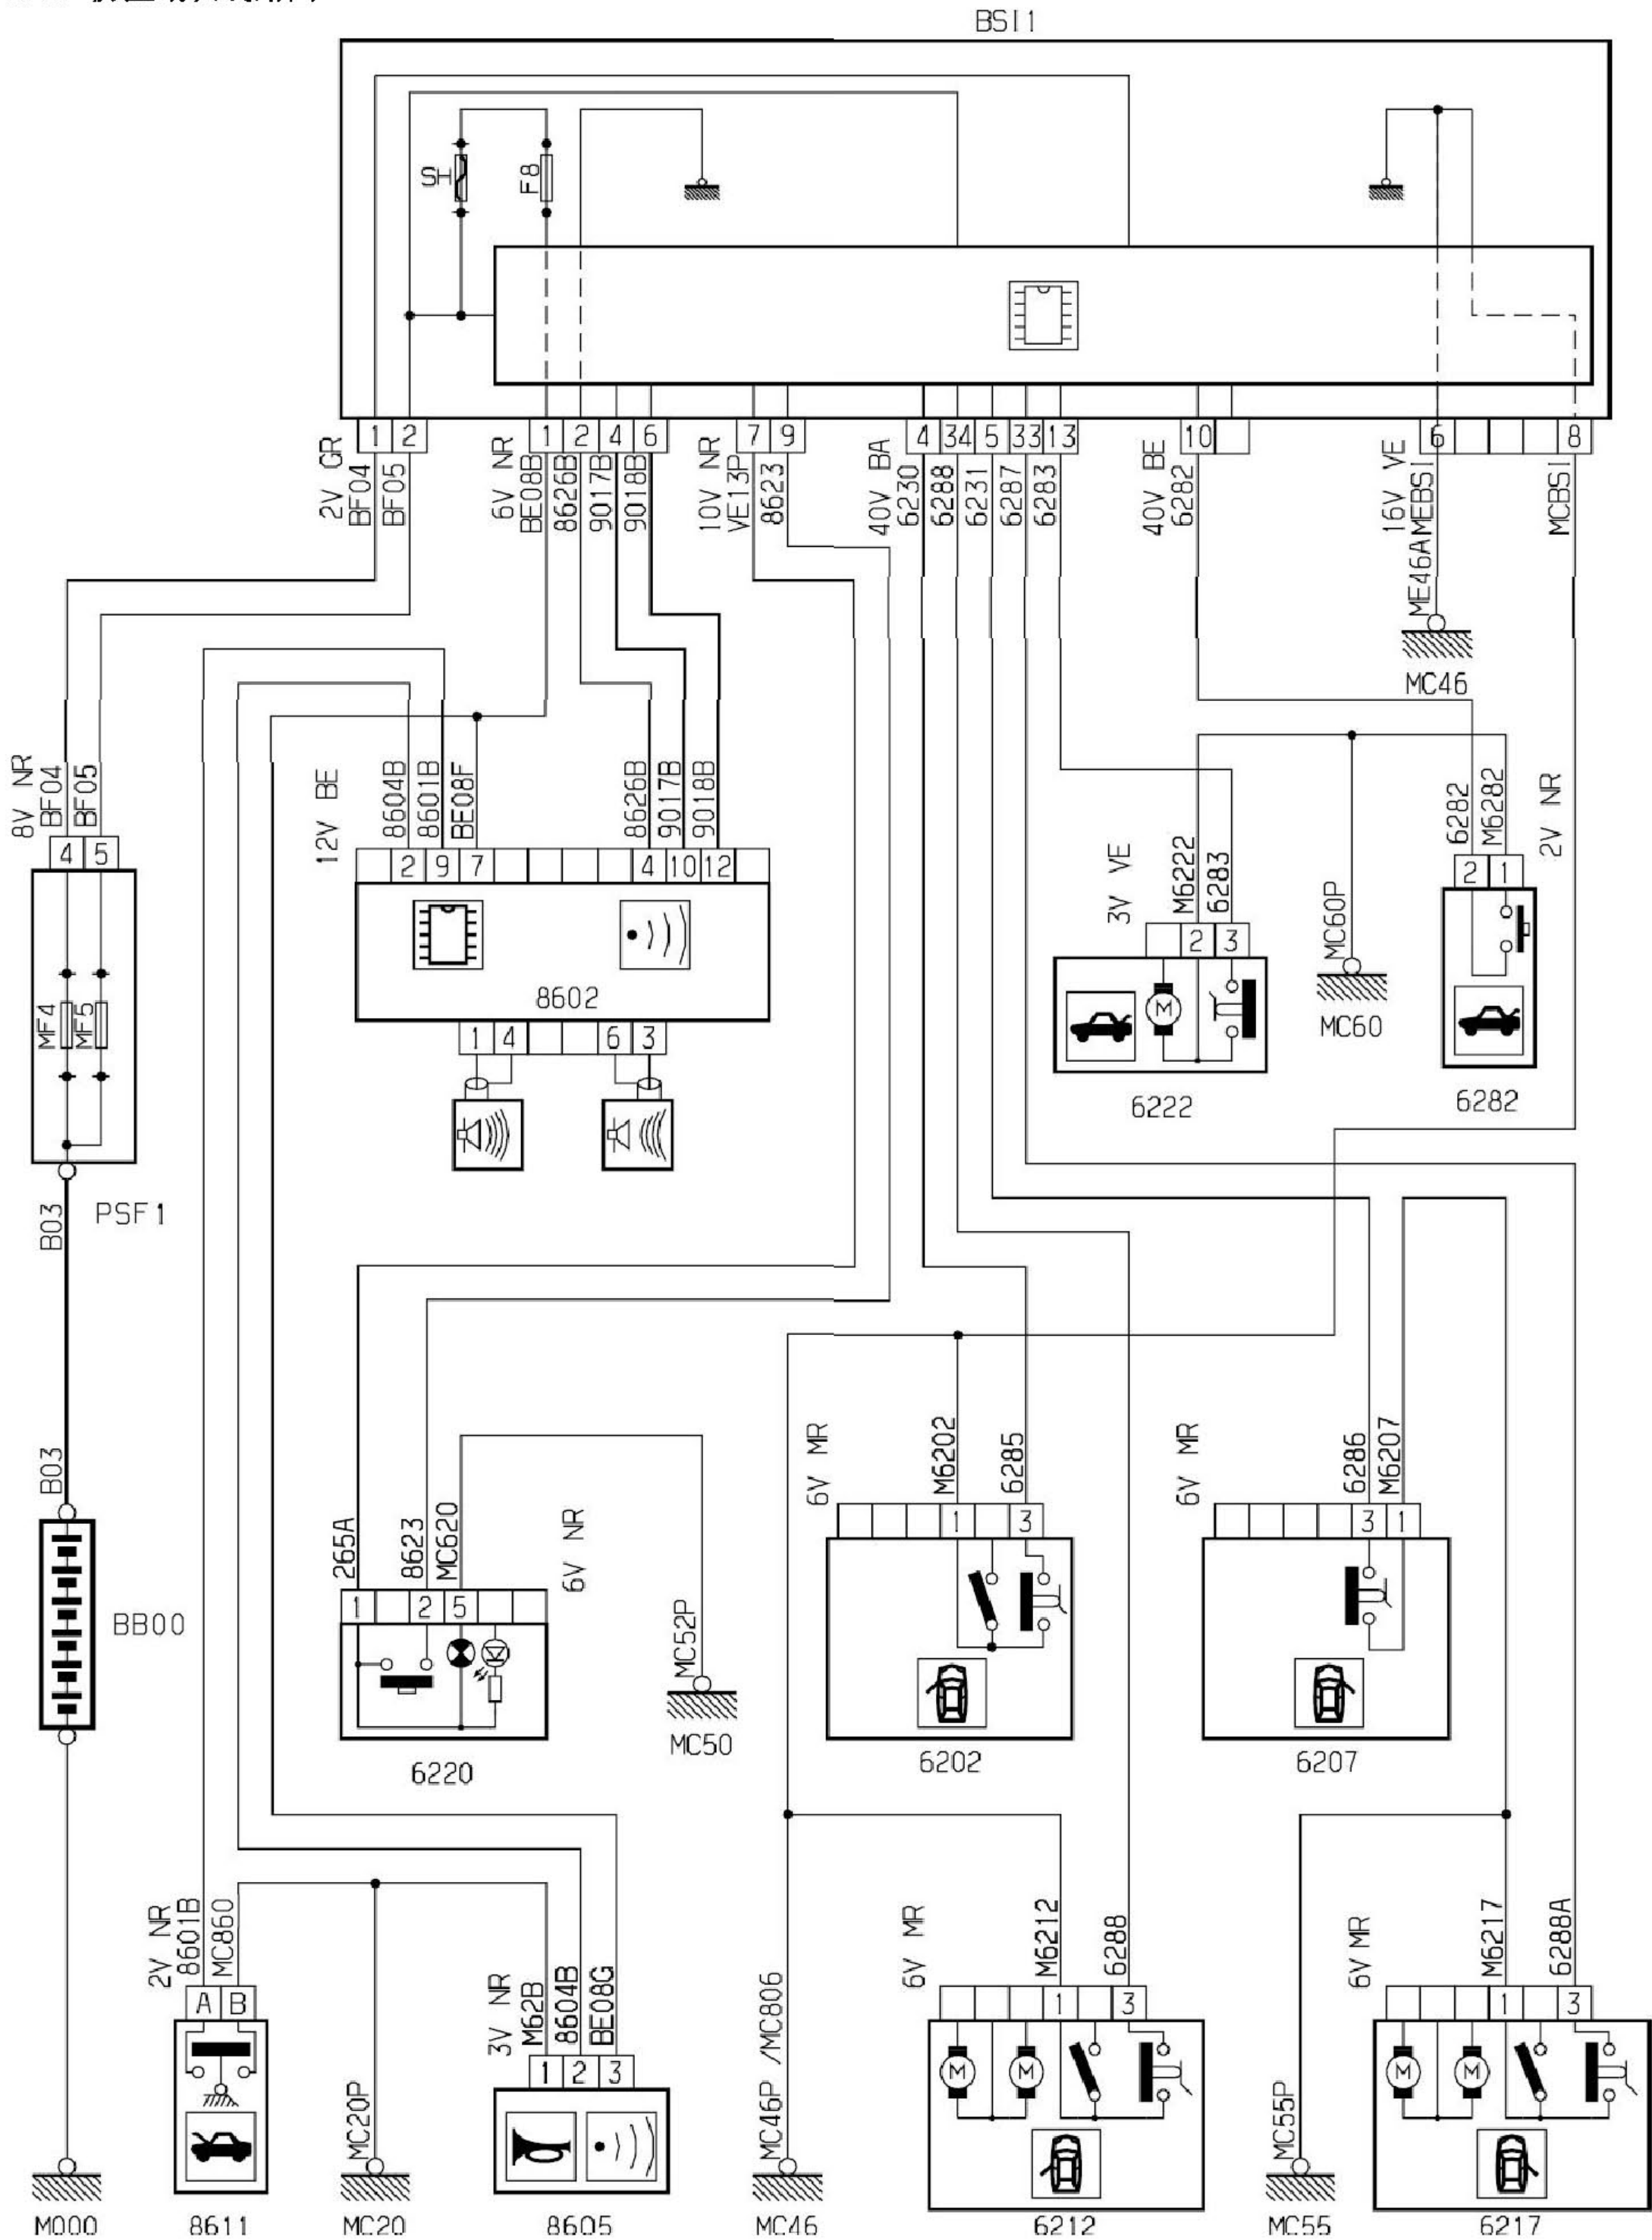 BSI1
SH
F8
1 2
1 2 4 6
7 9
4 34 5 33 13
10
6 8
2V GR
BF04
BF05
6V NR
BE08B
8626B
9017B
9018B
10V NR
VE13P
8623
40V BA
6230
6288
6231
6287
6283
40V BE
6282
16V VE
ME46AMEBSI
MCBSI
MC46
8V NR
BF04
BF05
4 5
MF4
MF5
PSF1
B03
B03
BB00
M000
12V BE
8604B
8601B
BE08F
8626B
9017B
9018B
2 9 7 4 10 12
8602
1 4 6 3
3V VE
M6222
6283
2 3
M
6222
MC60P
MC60
6282
M6282
2V NR
2 1
6282
265A
8623
MC620
6V NR
1 2 5
6220
MC52P
MC50
6V MR
M6202
6285
1 3
6202
6V MR
6286
M6207
3 1
6207
2V NR
8601B
MC860
A B
8611
MC20P
MC20
3V NR
M62B
8604B
BE08G
1 2 3
8605
MC46P /MC806
MC46
6V MR
M6212
6288
1 3
M M
6212
MC55P
MC55
6V MR
M6217
6288A
1 3
M M
6217